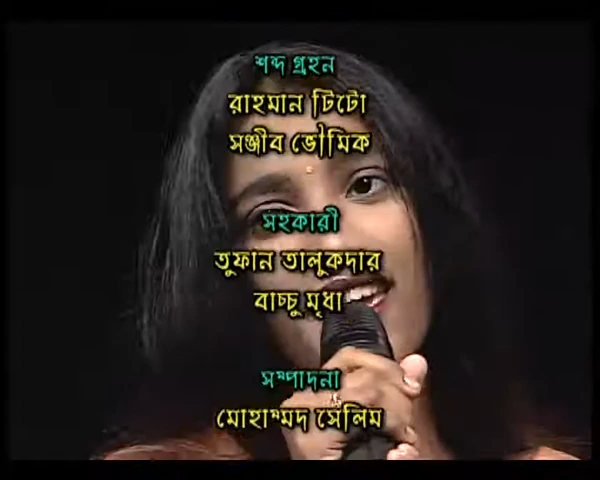 শব্দ গ্রহন
রাহমান টিটো
সঞ্জীব ভৌমিক
সহকারী
তুফান তালুকদার
বাচ্চু মৃধা
সম্পাদনা
মোহাম্মদ সেলিম